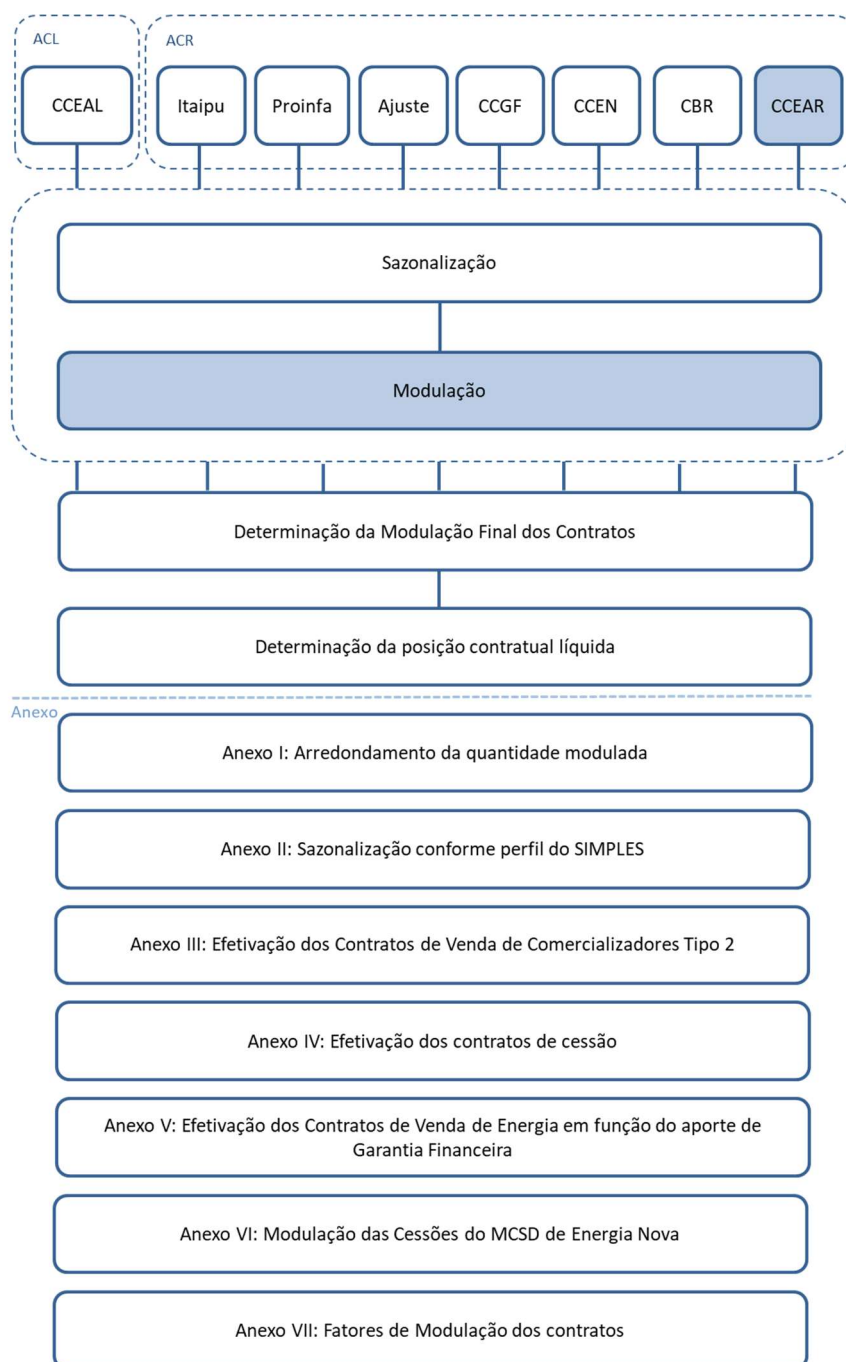 ACL
ACR
CCEAL
Itaipu
Proinfa
Ajuste
CCGF
CCEN
CBR
CCEAR
Sazonalização
Modulação
Determinação da Modulação Final dos Contratos
Determinação da posição contratual líquida
Anexo
Anexo I: Arredondamento da quantidade modulada
Anexo II: Sazonalização conforme perfil do SIMPLES
Anexo III: Efetivação dos Contratos de Venda de Comercializadores Tipo 2
Anexo IV: Efetivação dos contratos de cessão
Anexo V: Efetivação dos Contratos de Venda de Energia em função do aporte de
Garantia Financeira
Anexo VI: Modulação das Cessões do MCSD de Energia Nova
Anexo VII: Fatores de Modulação dos contratos